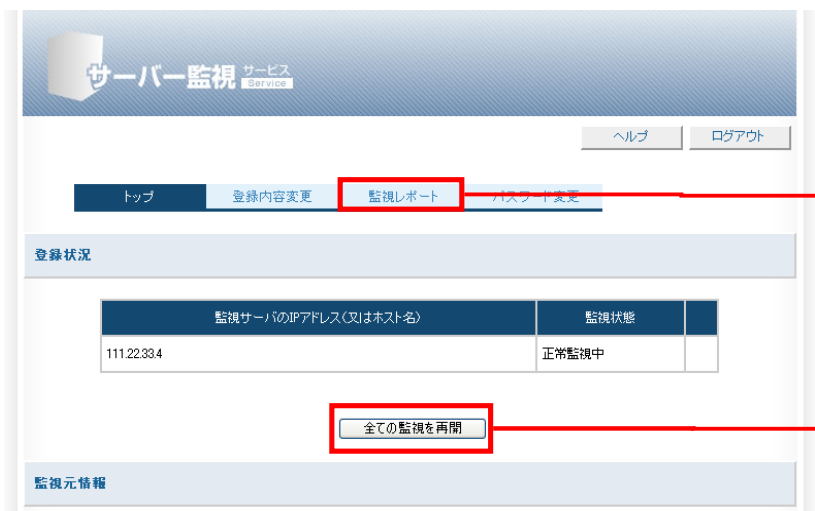 サーバー監視 サービス Service
ヘルプ ログアウト
トップ 登録内容変更 監視レポート パスワード変更
登録状況
監視サーバのIPアドレス(又はホスト名) 監視状態
111.22.33.4 正常監視中
全ての監視を再開
監視元情報